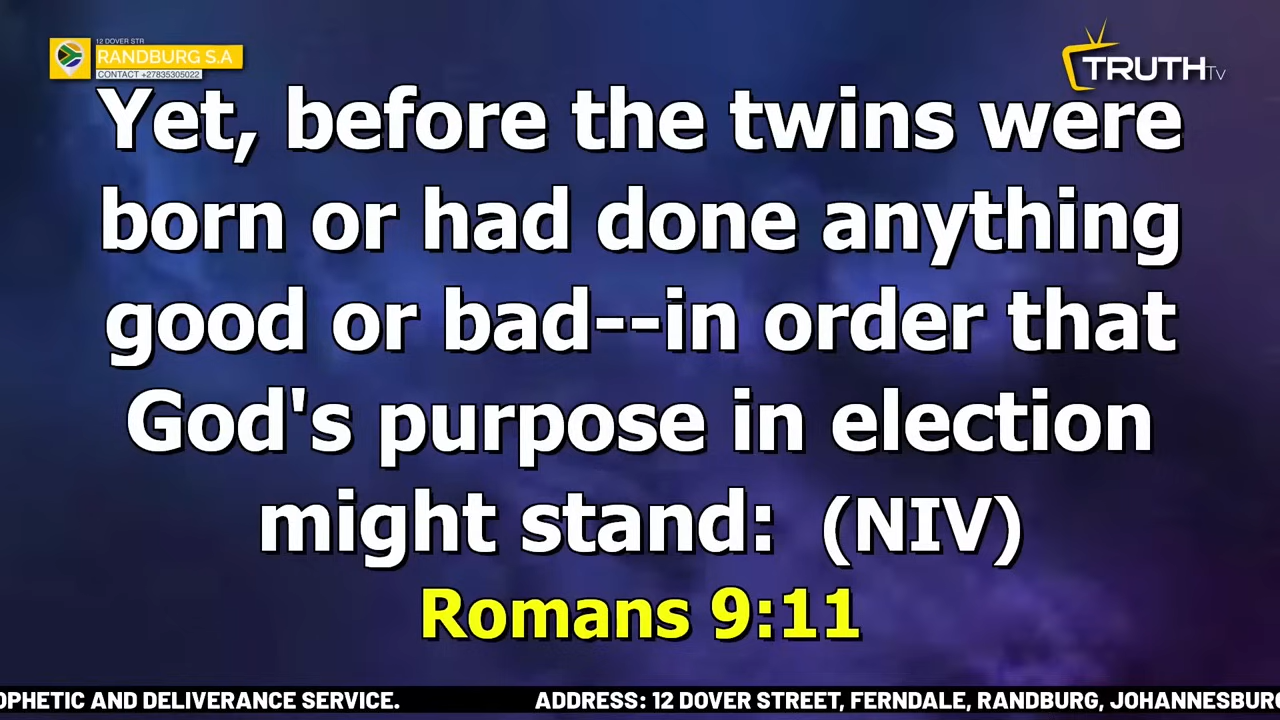 12 DOVER STR
RANDBURG S.A
CONTACT +27835305022
TRUTH TV
Yet, before the twins were
born or had done anything
good or bad--in order that
God's purpose in election
might stand: (NIV)
Romans 9:11
OPHETIC AND DELIVERANCE SERVICE. ADDRESS: 12 DOVER STREET, FERNDALE, RANDBURG, JOHANNESBURG